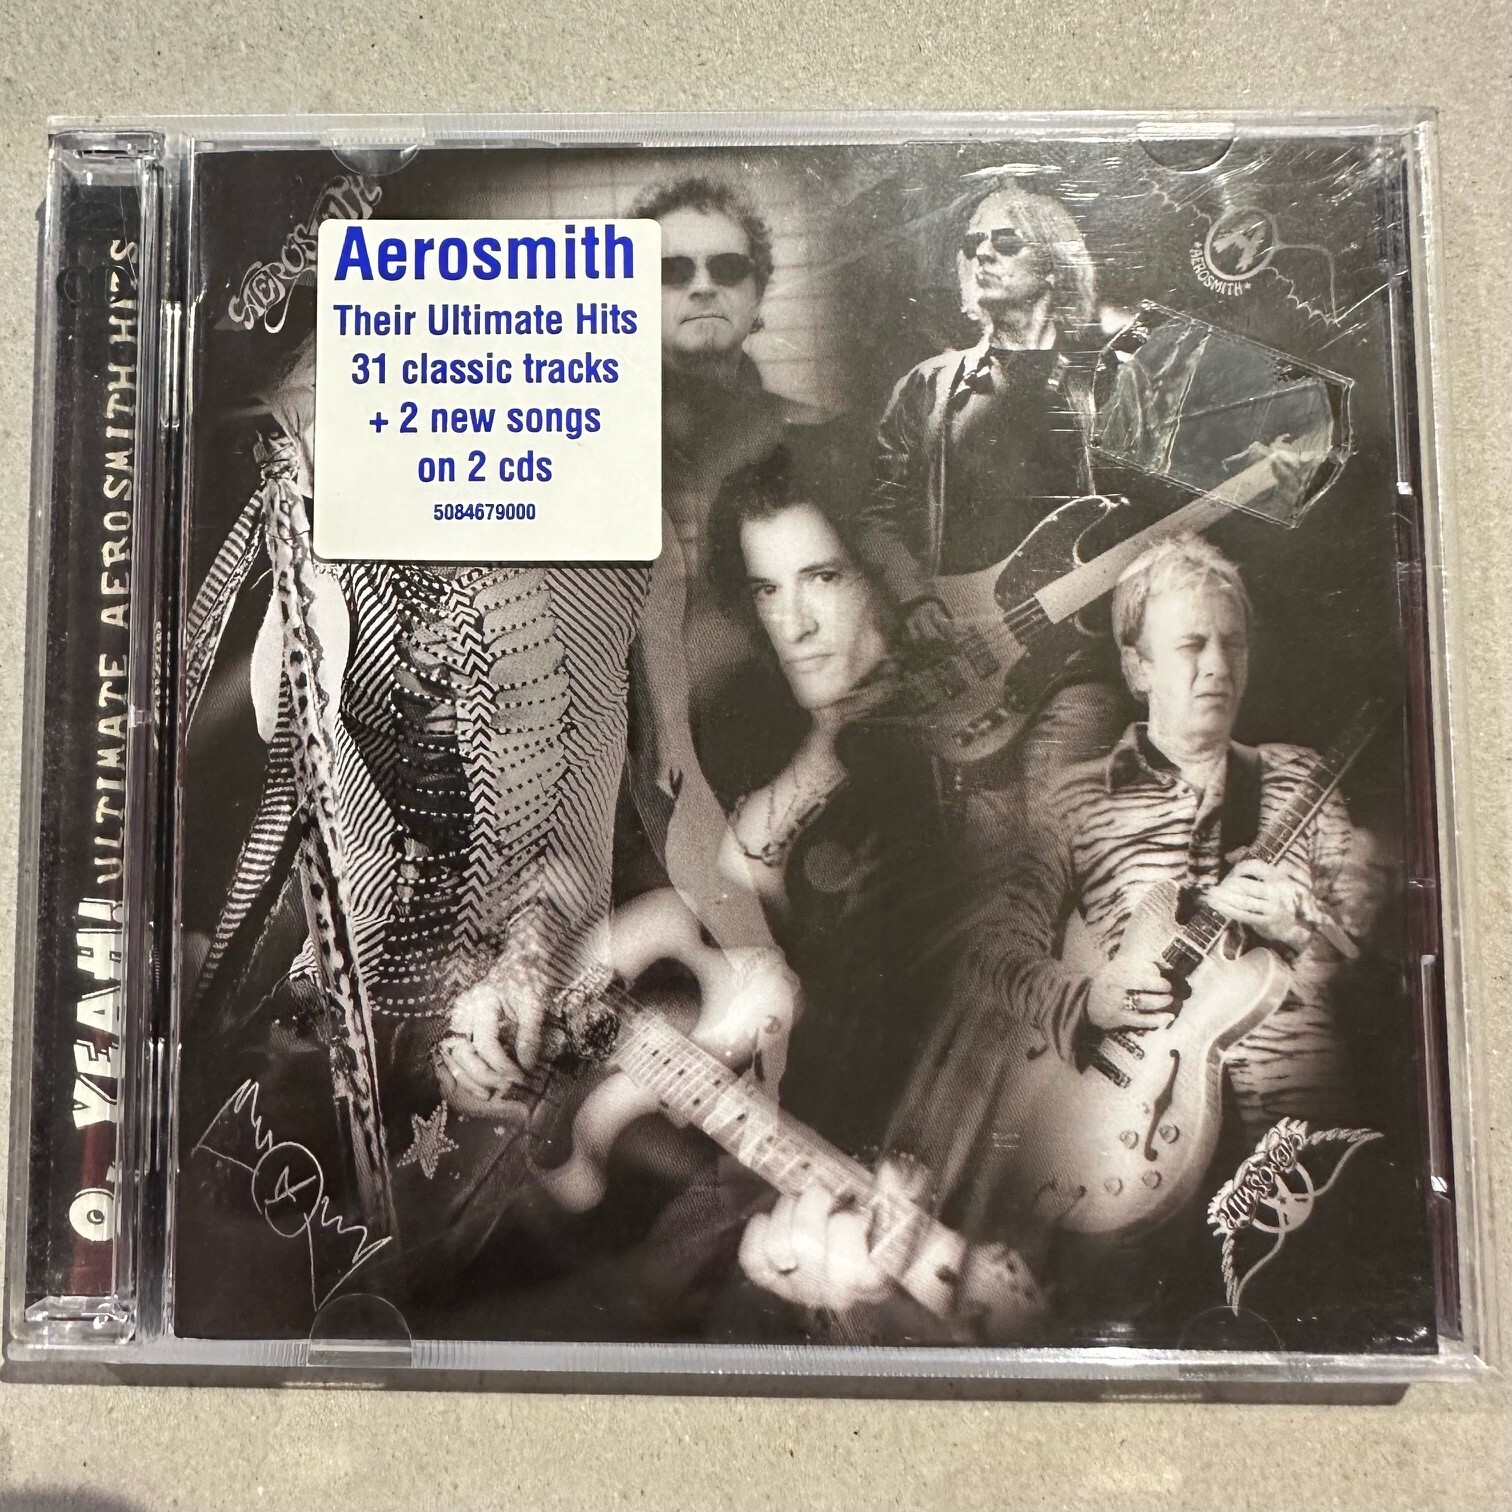 AEROSMITH
Aerosmith
Their Ultimate Hits
31 classic tracks
+ 2 new songs
on 2 cds
5084679000
AEROSMITH
A
O, YEAH! ULTIMATE AEROSMITH HITS
A
AEROSMITH
A